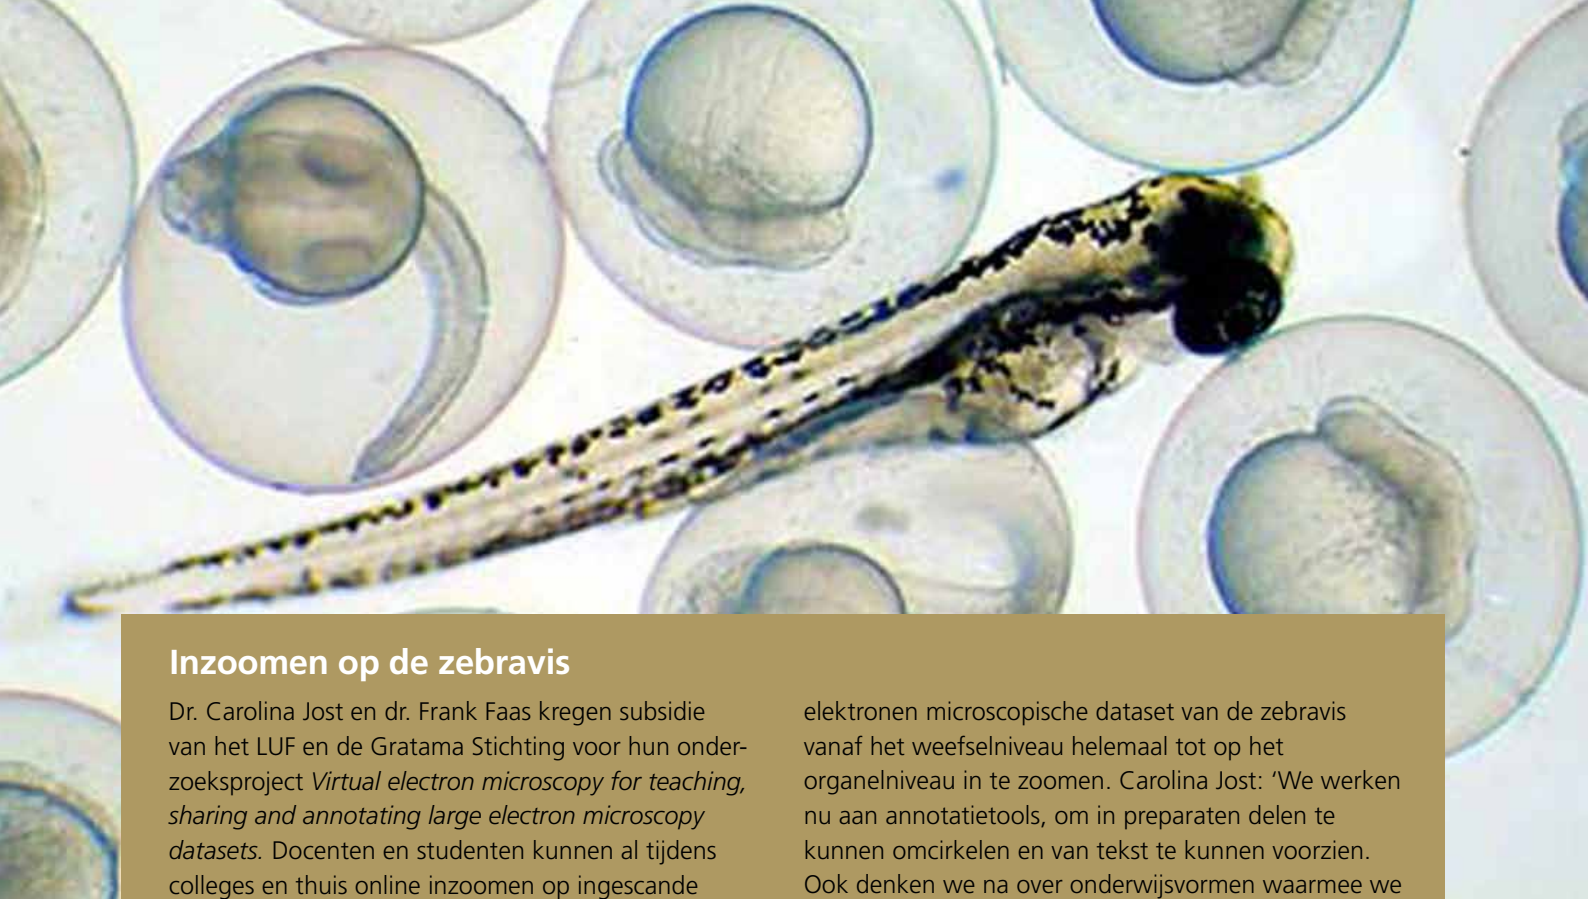 Inzoomen op de zebravis
Dr. Carolina Jost en dr. Frank Faas kregen subsidie
van het LUF en de Gratama Stichting voor hun onder-
zoeksproject Virtual electron microscopy for teaching,
sharing and annotating large electron microscopy
datasets. Docenten en studenten kunnen al tijdens
colleges en thuis online inzoomen op ingescande
elektronen microscopische dataset van de zebravis
vanaf het weefselniveau helemaal tot op het
organelniveau in te zoomen. Carolina Jost: ‘We werken
nu aan annotatietools, om in preparaten delen te
kunnen omcirkelen en van tekst te kunnen voorzien.
Ook denken we na over onderwijsvormen waarmee we